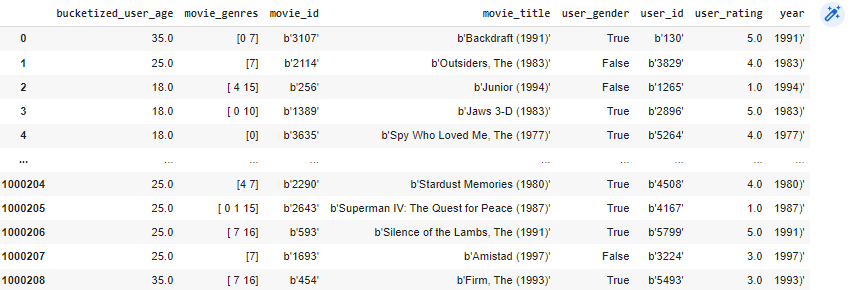 bucketized_user_age movie_genres movie_id movie_title user_gender user_id user_rating year
0 35.0 [0 7] b'3107' b'Backdraft (1991)' True b'130' 5.0 1991)'
1 25.0 [7] b'2114' b'Outsiders, The (1983)' False b'3829' 4.0 1983)'
2 18.0 [ 4 15] b'256' b'Junior (1994)' False b'1265' 1.0 1994)'
3 18.0 [ 0 10] b'1389' b'Jaws 3-D (1983)' True b'2896' 5.0 1983)'
4 18.0 [0] b'3635' b'Spy Who Loved Me, The (1977)' True b'5264' 4.0 1977)'
... ... ... ... ... ... ... ... ...
1000204 25.0 [4 7] b'2290' b'Stardust Memories (1980)' True b'4508' 4.0 1980)'
1000205 25.0 [ 0 1 15] b'2643' b'Superman IV: The Quest for Peace (1987)' True b'4167' 1.0 1987)'
1000206 25.0 [ 7 16] b'593' b'Silence of the Lambs, The (1991)' True b'5799' 5.0 1991)'
1000207 25.0 [7] b'1693' b'Amistad (1997)' False b'3224' 3.0 1997)'
1000208 35.0 [ 7 16] b'454' b'Firm, The (1993)' True b'5493' 3.0 1993)'